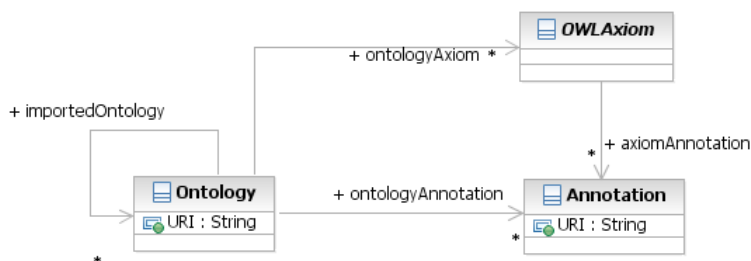 OWLAxiom
+ ontologyAxiom *
+ importedOntology
+ axiomAnnotation
*
Ontology
+ ontologyAnnotation
Annotation
URI : String
URI : String
*
*